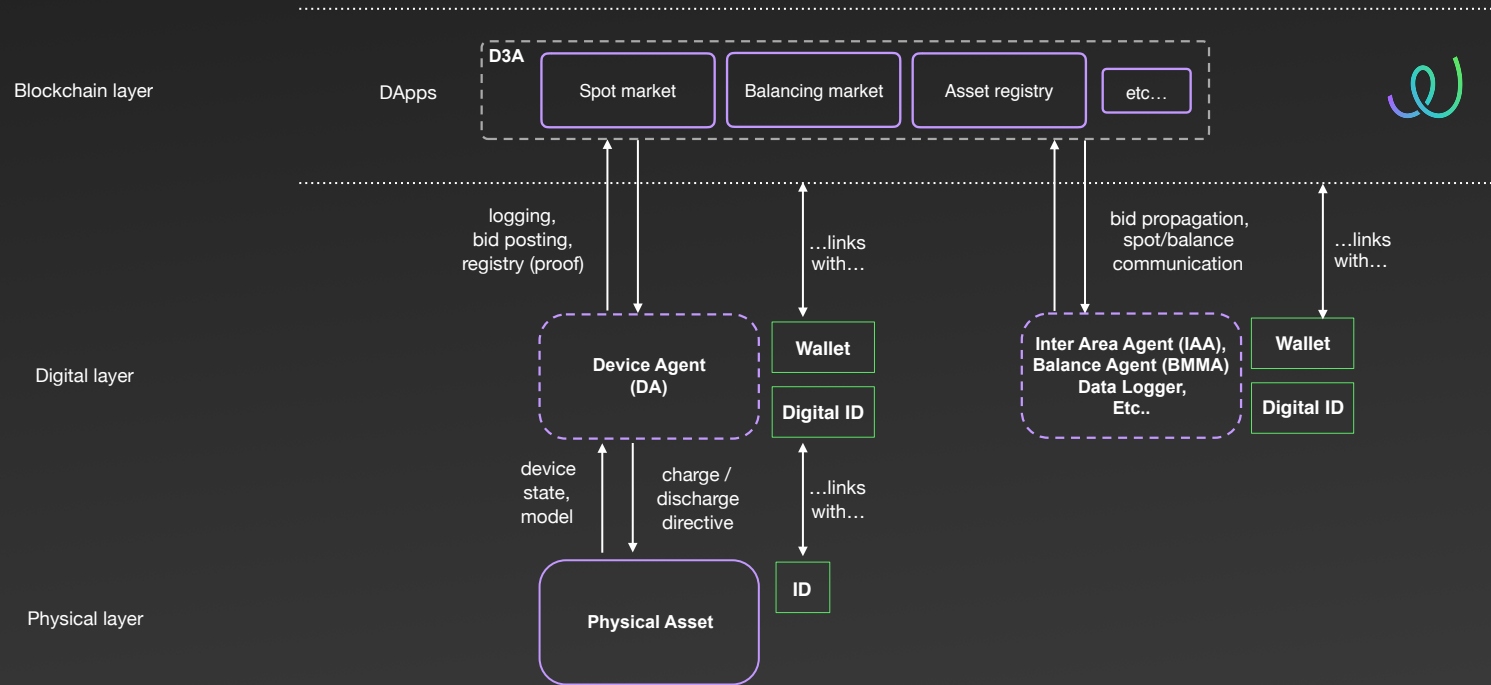 D3A
Blockchain layer
DApps
Spot market
Balancing market
Asset registry
etc…
logging,
bid posting,
registry (proof)
…links
with…
bid propagation,
spot/balance
communication
…links
with…
Digital layer
Device Agent
(DA)
Wallet
Digital ID
Inter Area Agent (IAA),
Balance Agent (BMMA)
Data Logger,
Etc..
Wallet
Digital ID
device
state,
model
charge /
discharge
directive
…links
with…
Physical layer
Physical Asset
ID